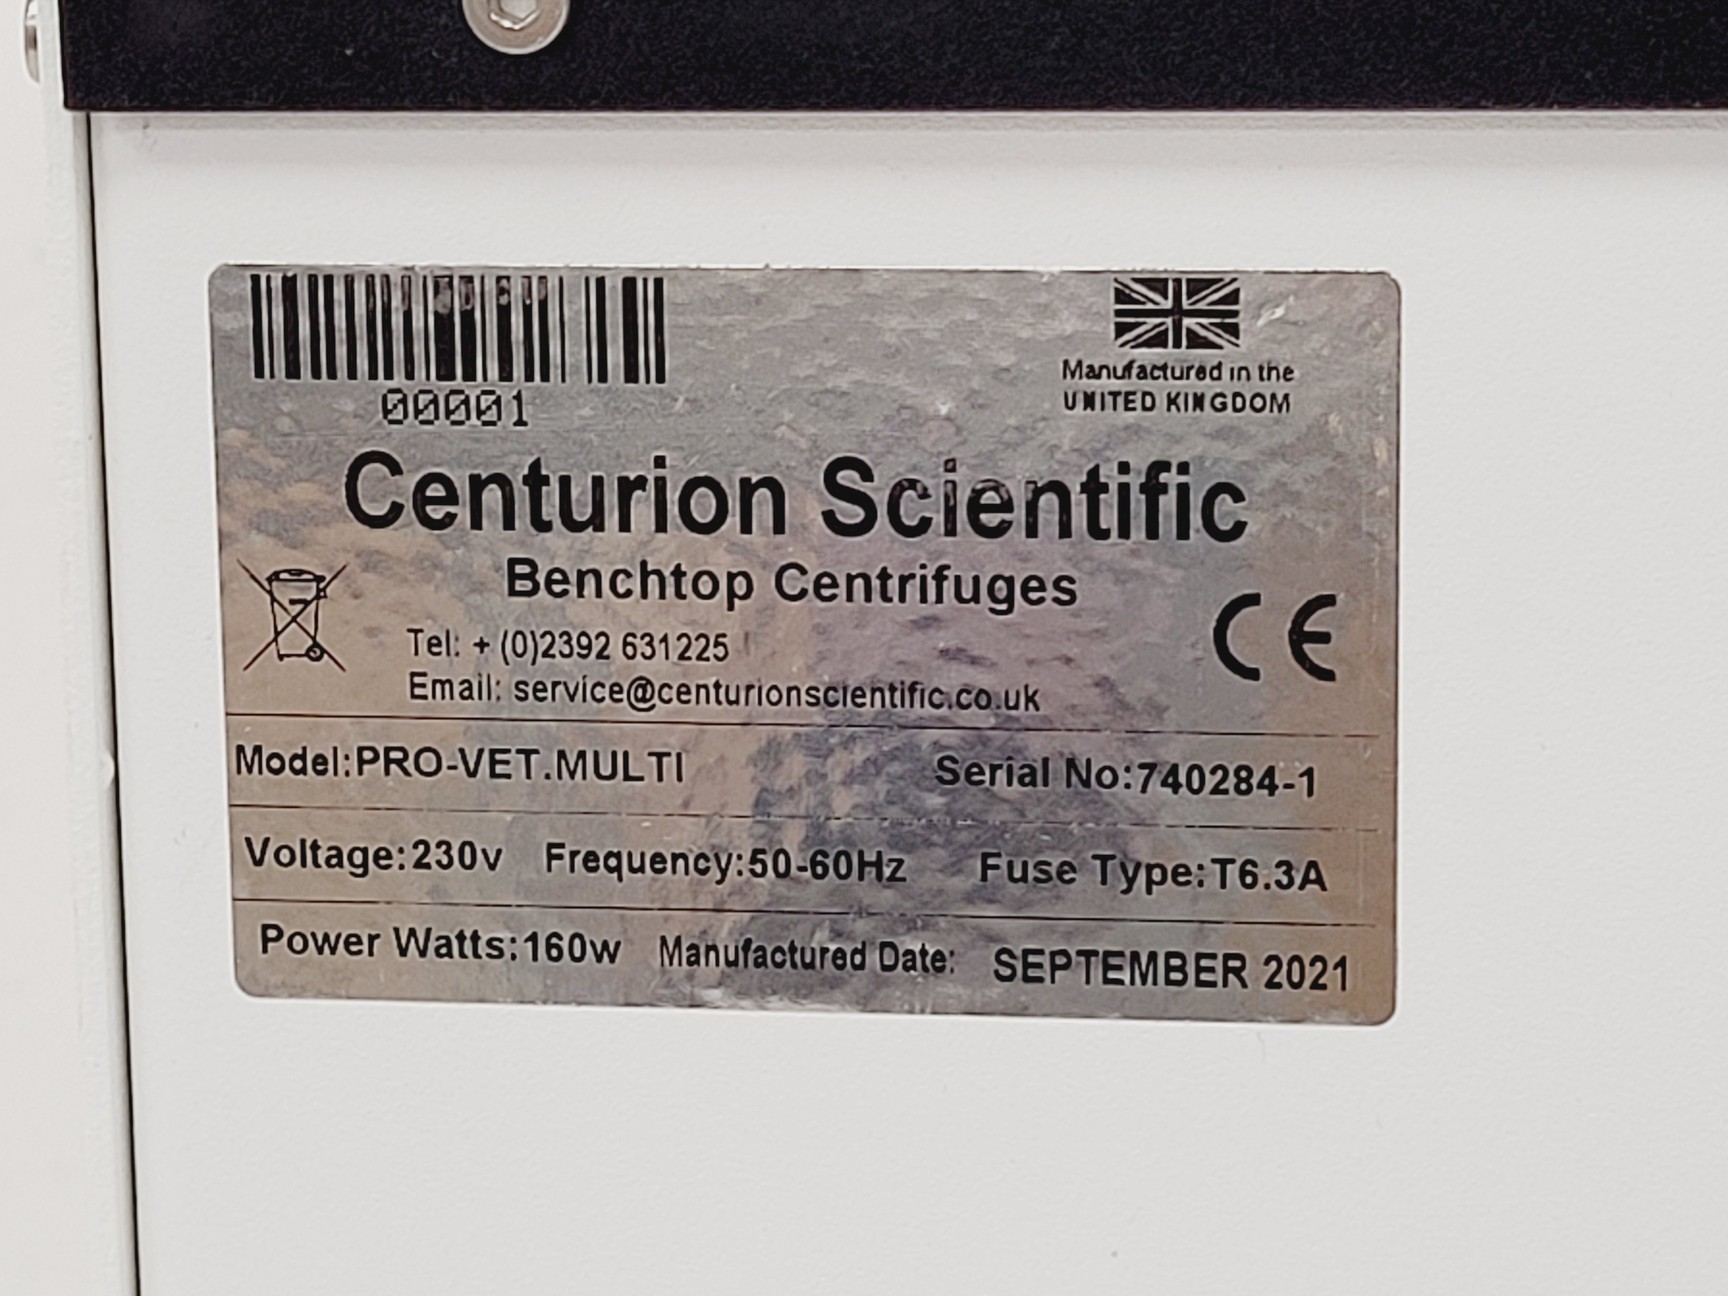 00001
Manufactured in the
UNITED KINGDOM
Centurion Scientific
Benchtop Centrifuges
CE
Tel: + (0)2392 631225
Email: service@centurionscientific.co.uk
Model:PRO-VET.MULTI Serial No:740284-1
Voltage:230v Frequency:50-60Hz Fuse Type:T6.3A
Power Watts:160w Manufactured Date: SEPTEMBER 2021